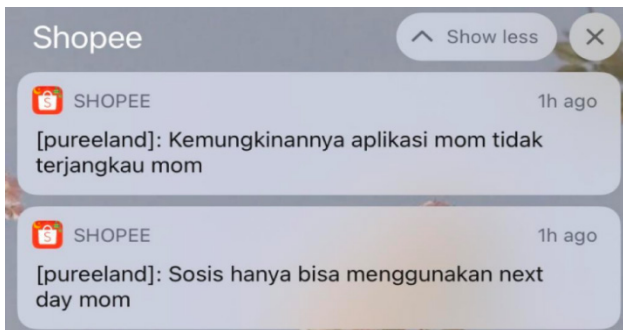 Shopee
Show less
SHOPEE
1h ago
[pureeland]: Kemungkinannya aplikasi mom tidak
terjangkau mom
SHOPEE
1h ago
[pureeland]: Sosis hanya bisa menggunakan next
day mom